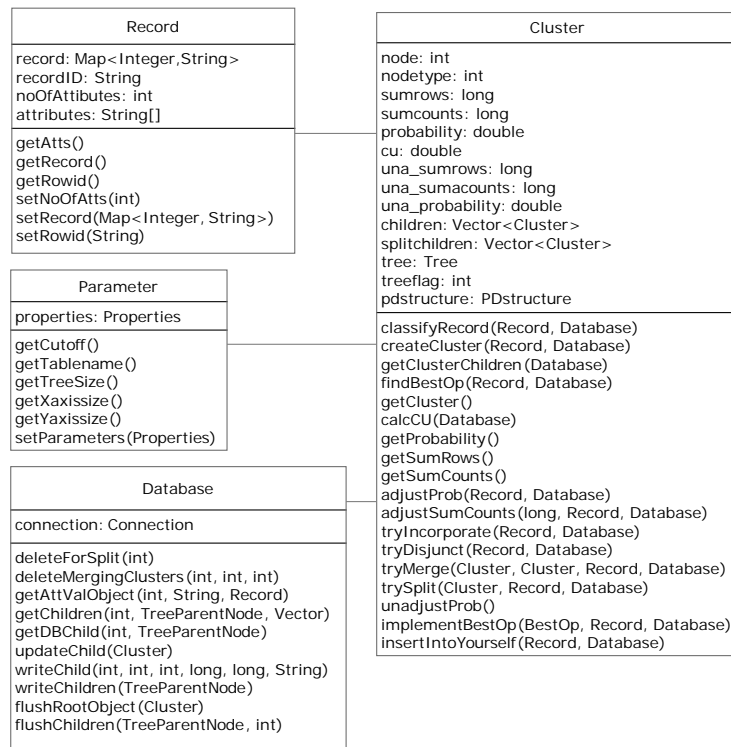 Record
record: Map<Integer,String>
recordID: String
noOfAttibutes: int
attributes: String[]
getAtts()
getRecord()
getRowid()
setNoOfAtts(int)
setRecord(Map<Integer, String>)
setRowid(String)
Parameter
properties: Properties
getCutoff()
getTablename()
getTreeSize()
getXaxissize()
getYaxissize()
setParameters(Properties)
Database
connection: Connection
deleteForSplit(int)
deleteMergingClusters(int, int, int)
getAttValObject(int, String, Record)
getChildren(int, TreeParentNode, Vector)
getDBChild(int, TreeParentNode)
updateChild(Cluster)
writeChild(int, int, int, long, long, String)
writeChildren(TreeParentNode)
flushRootObject(Cluster)
flushChildren(TreeParentNode, int)
Cluster
node: int
nodetype: int
sumrows: long
sumcounts: long
probability: double
cu: double
una_sumrows: long
una_sumacounts: long
una_probability: double
children: Vector<Cluster>
splitchildren: Vector<Cluster>
tree: Tree
treeflag: int
pdstructure: PDstructure
classifyRecord(Record, Database)
createCluster(Record, Database)
getClusterChildren(Database)
findBestOp(Record, Database)
getCluster()
calcCU(Database)
getProbability()
getSumRows()
getSumCounts()
adjustProb(Record, Database)
adjustSumCounts(long, Record, Database)
tryIncorporate(Record, Database)
tryDisjunct(Record, Database)
tryMerge(Cluster, Cluster, Record, Database)
trySplit(Cluster, Record, Database)
unadjustProb()
implementBestOp(BestOp, Record, Database)
insertIntoYourself(Record, Database)